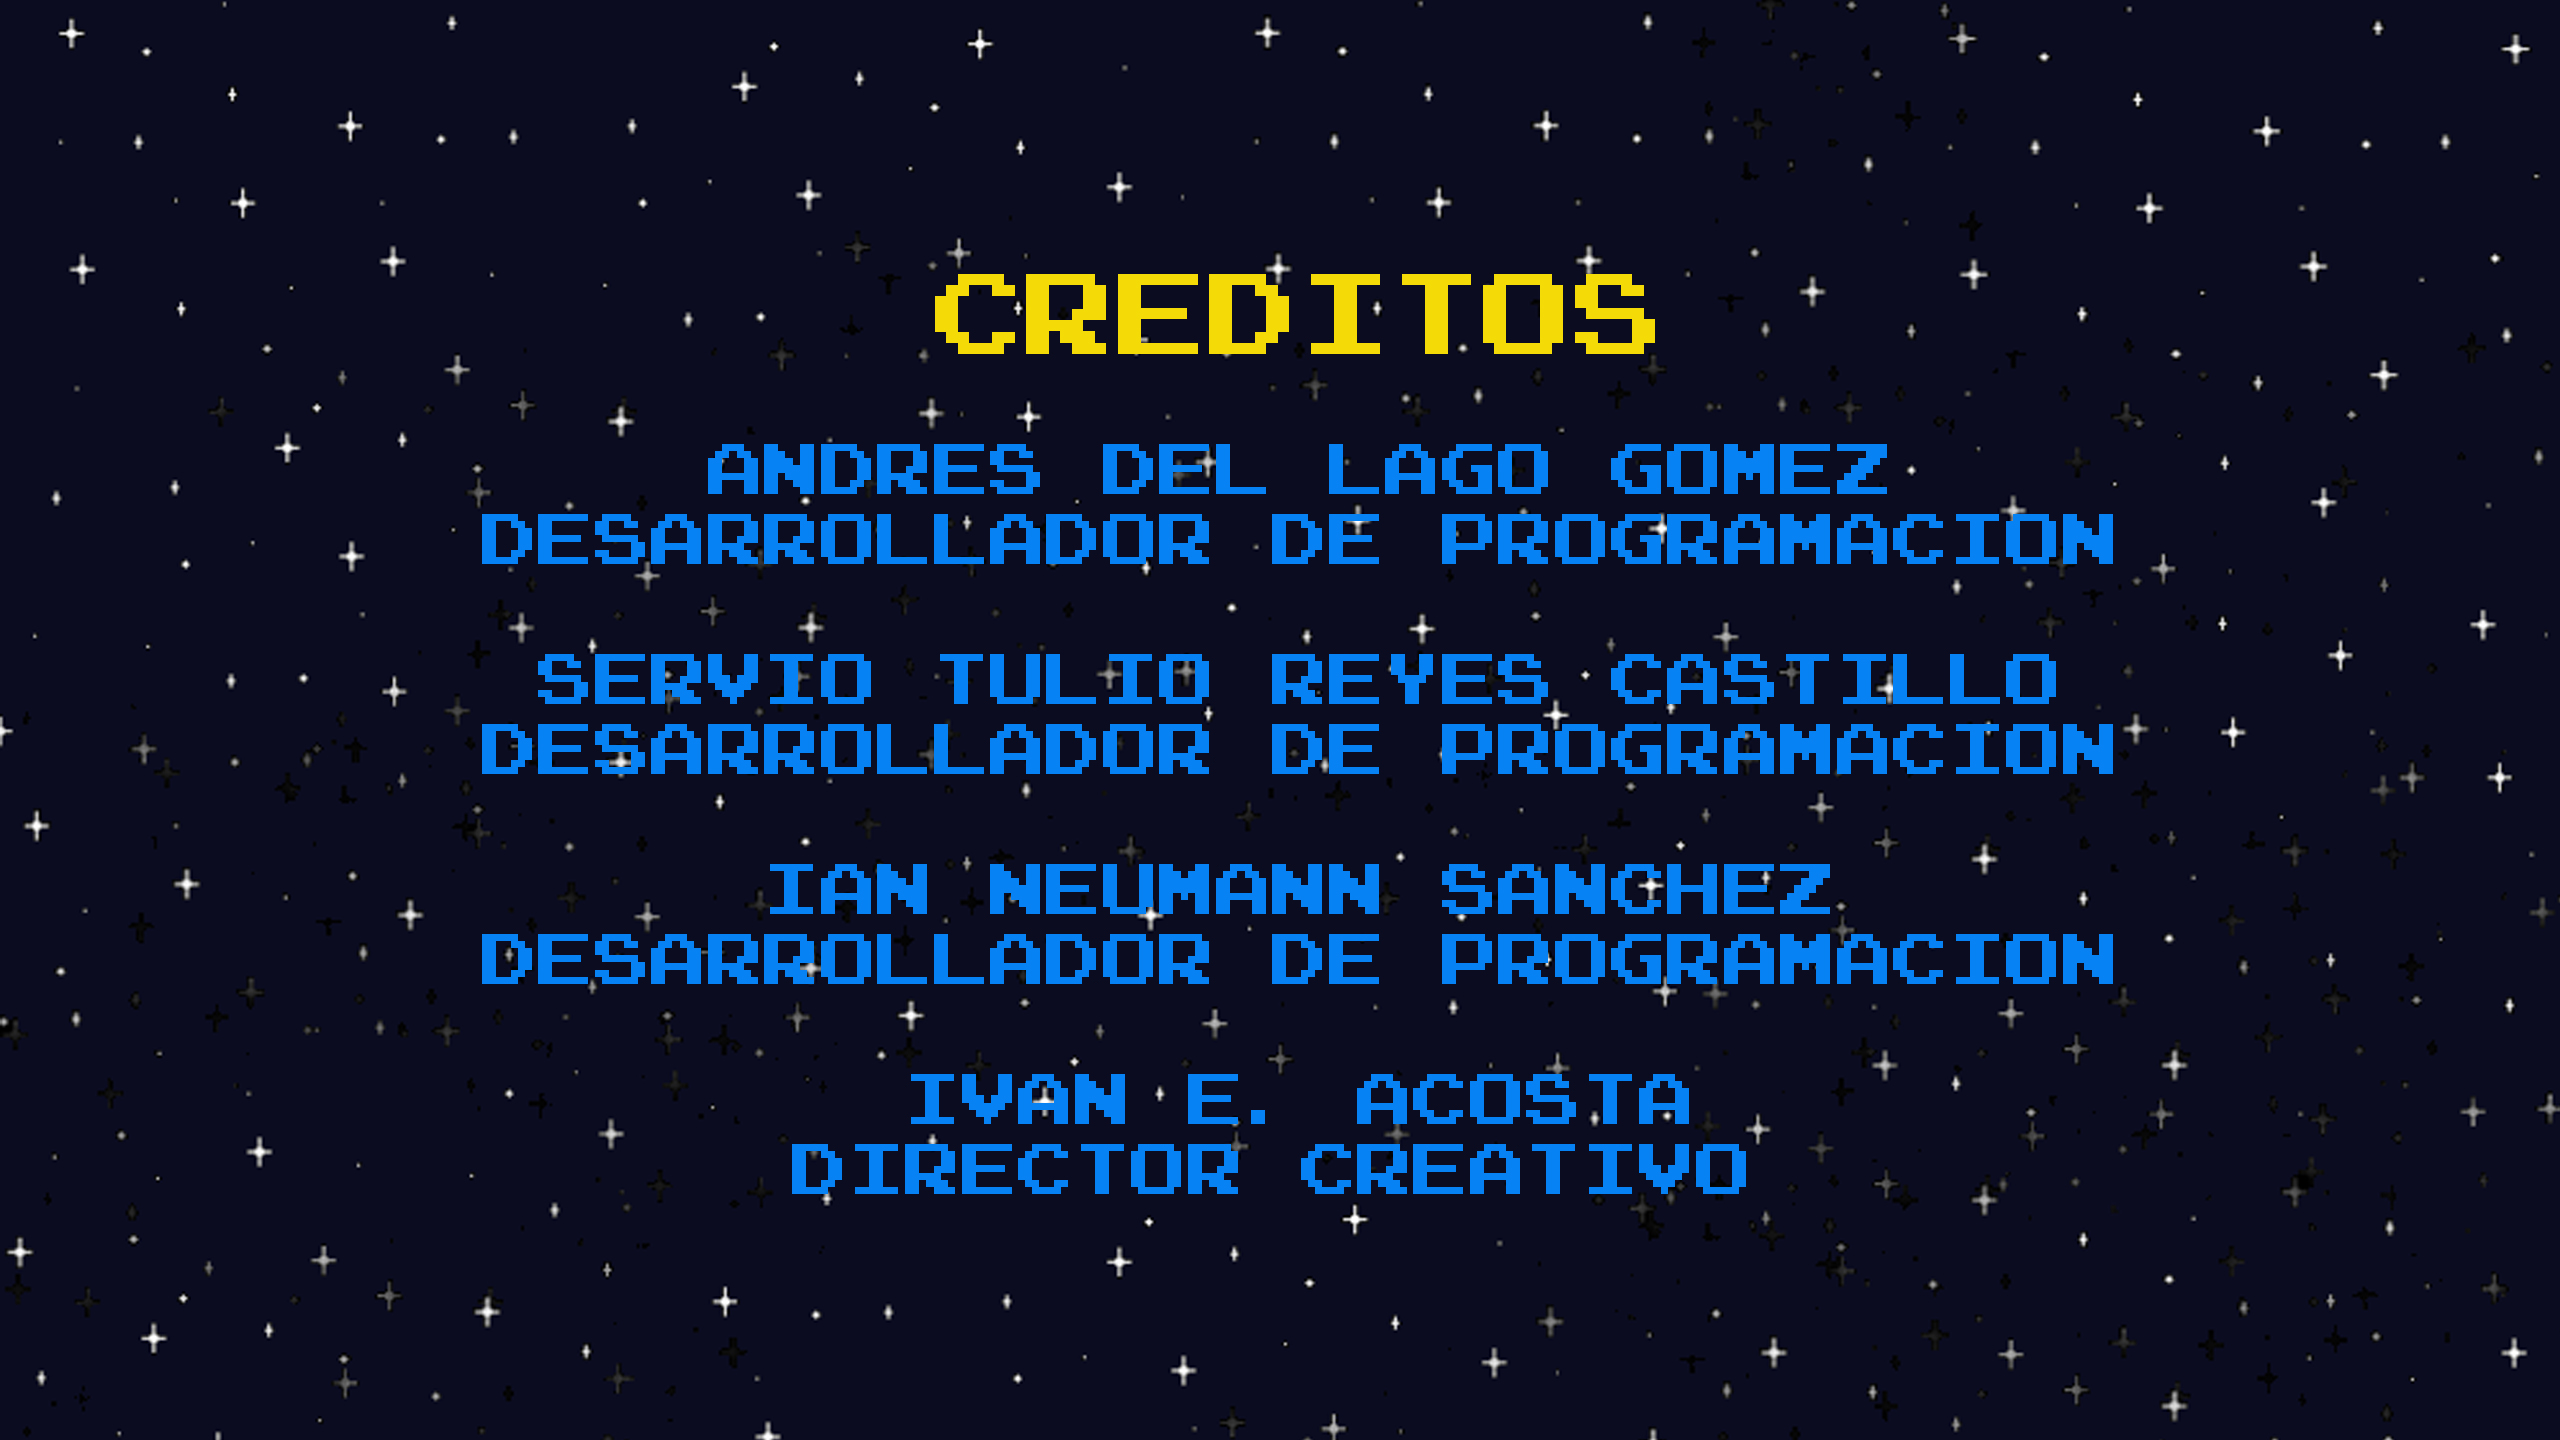 CREDITOS
ANDRES DEL LAGO GOMEZ
DESARROLLADOR DE PROGRAMACION
SERVIO TULIO REYES CASTILLO
DESARROLLADOR DE PROGRAMACION
IAN NEUMANN SANCHEZ
DESARROLLADOR DE PROGRAMACION
IVAN E. ACOSTA
DIRECTOR CREATIVO